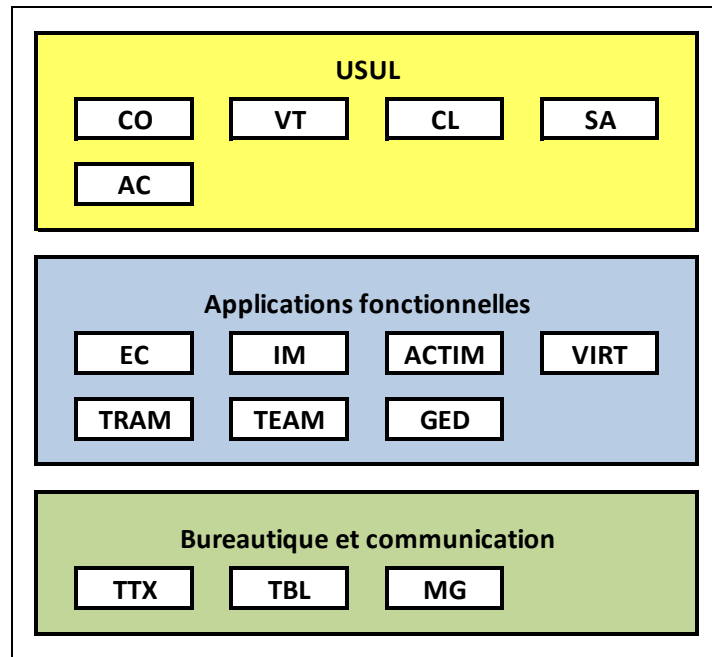 USUL
CO VT CL SA
AC
Applications fonctionnelles
EC IM ACTIM VIRT
TRAM TEAM GED
Bureautique et communication
TTX TBL MG